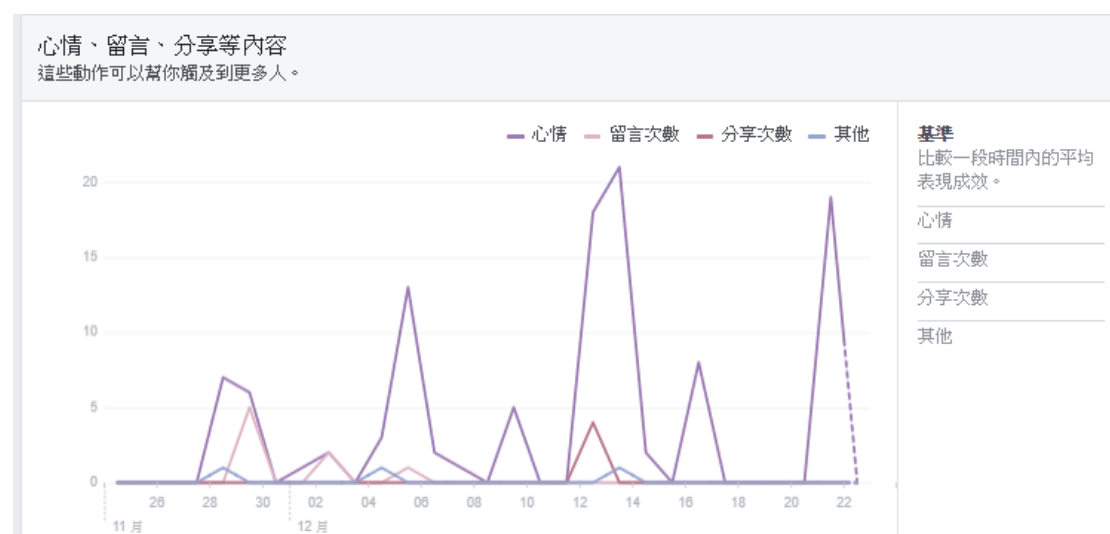 心情、留言、分享等內容
這些動作可以幫你觸及到更多人。
心情 留言次數 分享次數 其他
20
15
10
5
0
26 28 30 02 04 06 08 10 12 14 16 18 20 22
11 月 12 月
基準
比較一段時間內的平均
表現成效。
心情
留言次數
分享次數
其他